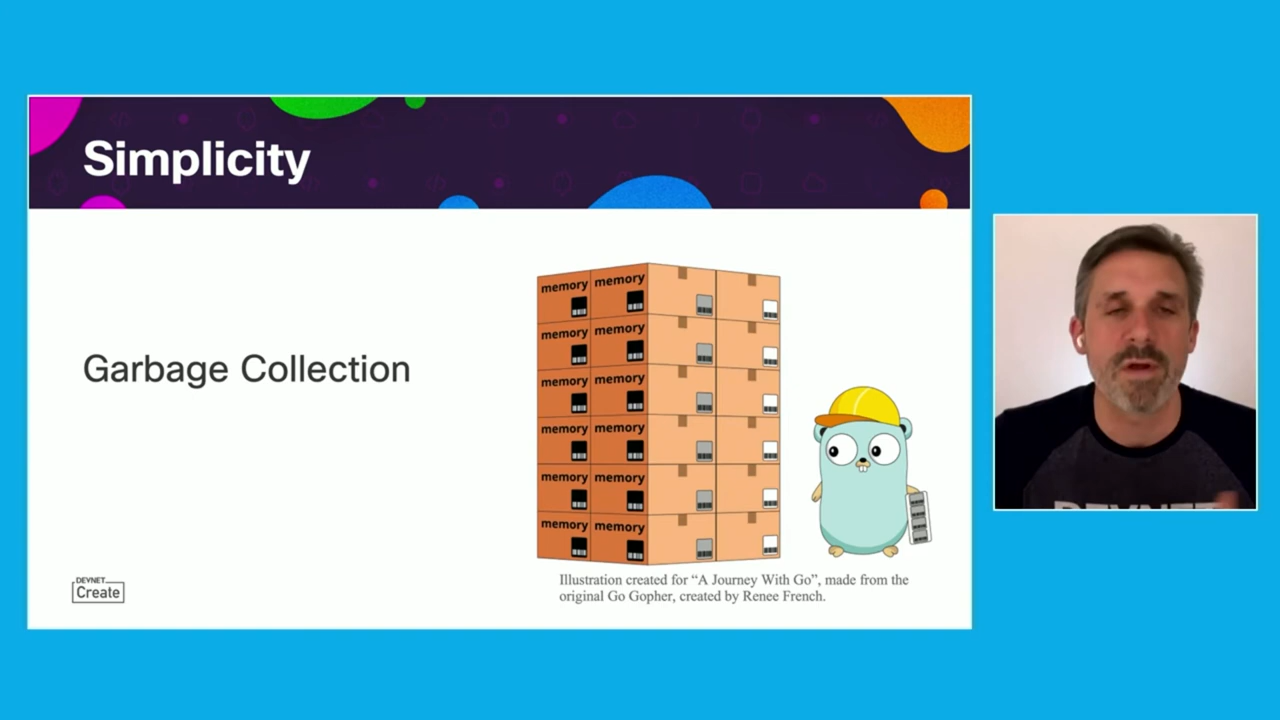 Simplicity
Garbage Collection
memory memory
memory memory
memory memory
memory memory
memory memory
memory memory
Illustration created for “A Journey With Go”, made from the
original Go Gopher, created by Renee French.
DEVNET
Create
DEVNET